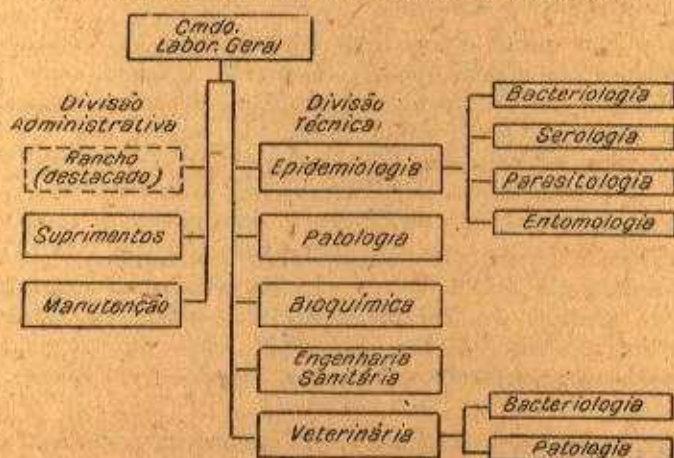 Cmdo.
Labor. Geral
Divisão
Administrativa
Rancho
(destacado)
Suprimentos
Manutenção
Divisão
Técnica:
Epidemiologia
Patologia
Bioquímica
Engenharia
Sanitária
Veterinária
Bacteriologia
Serologia
Parasitologia
Entomologia
Bacteriologia
Patologia